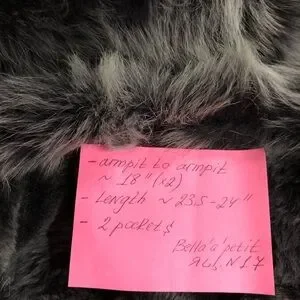 - armpit to armpit
~ 18" (x2)
- Length ~ 23.5 - 24"
- 2 pockets
Bella'a'petit